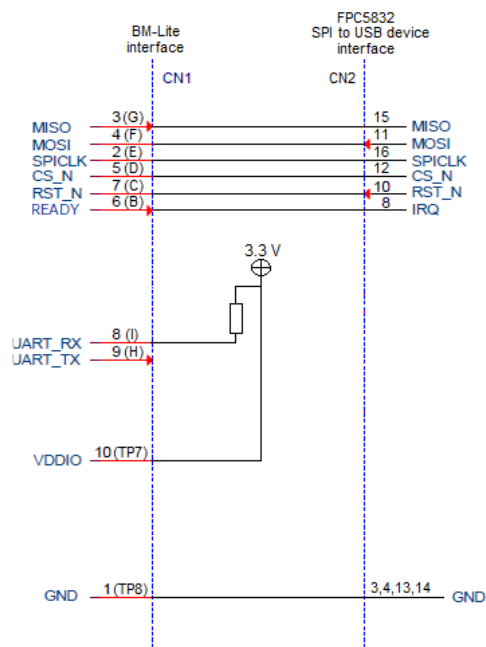 BM-Lite
interface
FPC5832
SPI to USB device
interface
CN1
CN2
MISO 3 (G) 15 MISO
MOSI 4 (F) 11 MOSI
SPICLK 2 (E) 16 SPICLK
CS_N 5 (D) 12 CS_N
RST_N 7 (C) 10 RST_N
READY 6 (B) 8 IRQ
3.3 V
UART_RX 8 (I)
UART_TX 9 (H)
VDDIO 10 (TP7)
GND 1 (TP8) 3,4,13,14 GND